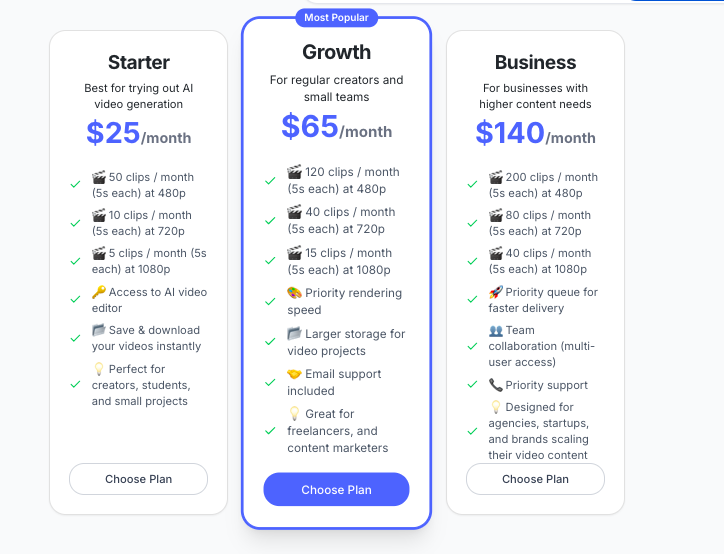 Most Popular
Starter
Best for trying out AI
video generation
$25/month
🎬 50 clips / month
(5s each) at 480p
🎬 10 clips / month
(5s each) at 720p
🎬 5 clips / month (5s
each) at 1080p
🔑 Access to AI video
editor
📂 Save & download
your videos instantly
💡 Perfect for
creators, students,
and small projects
Choose Plan
Growth
For regular creators and
small teams
$65/month
🎬 120 clips / month
(5s each) at 480p
🎬 40 clips / month
(5s each) at 720p
🎬 15 clips / month
(5s each) at 1080p
🎨 Priority rendering
speed
📂 Larger storage for
video projects
🤝 Email support
included
💡 Great for
freelancers, and
content marketers
Choose Plan
Business
For businesses with
higher content needs
$140/month
🎬 200 clips / month
(5s each) at 480p
🎬 80 clips / month
(5s each) at 720p
🎬 40 clips / month
(5s each) at 1080p
🚀 Priority queue for
faster delivery
👥 Team
collaboration (multi-
user access)
📞 Priority support
💡 Designed for
agencies, startups,
and brands scaling
their video content
Choose Plan